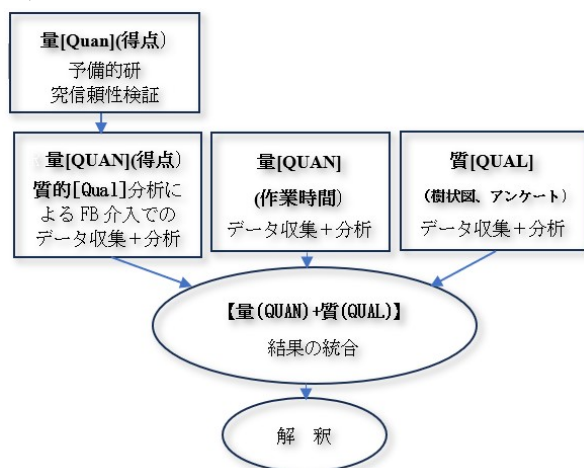 量[Quan](得点)
予備的研
究信頼性検証
量[QUAN](得点)
質的[Qual]分析に
よる FB 介入での
データ収集＋分析
量[QUAN]
(作業時間)
データ収集＋分析
質[QUAL]
(樹状図、アンケート)
データ収集＋分析
【量(QUAN)+質(QUAL)】
結果の統合
解 釈